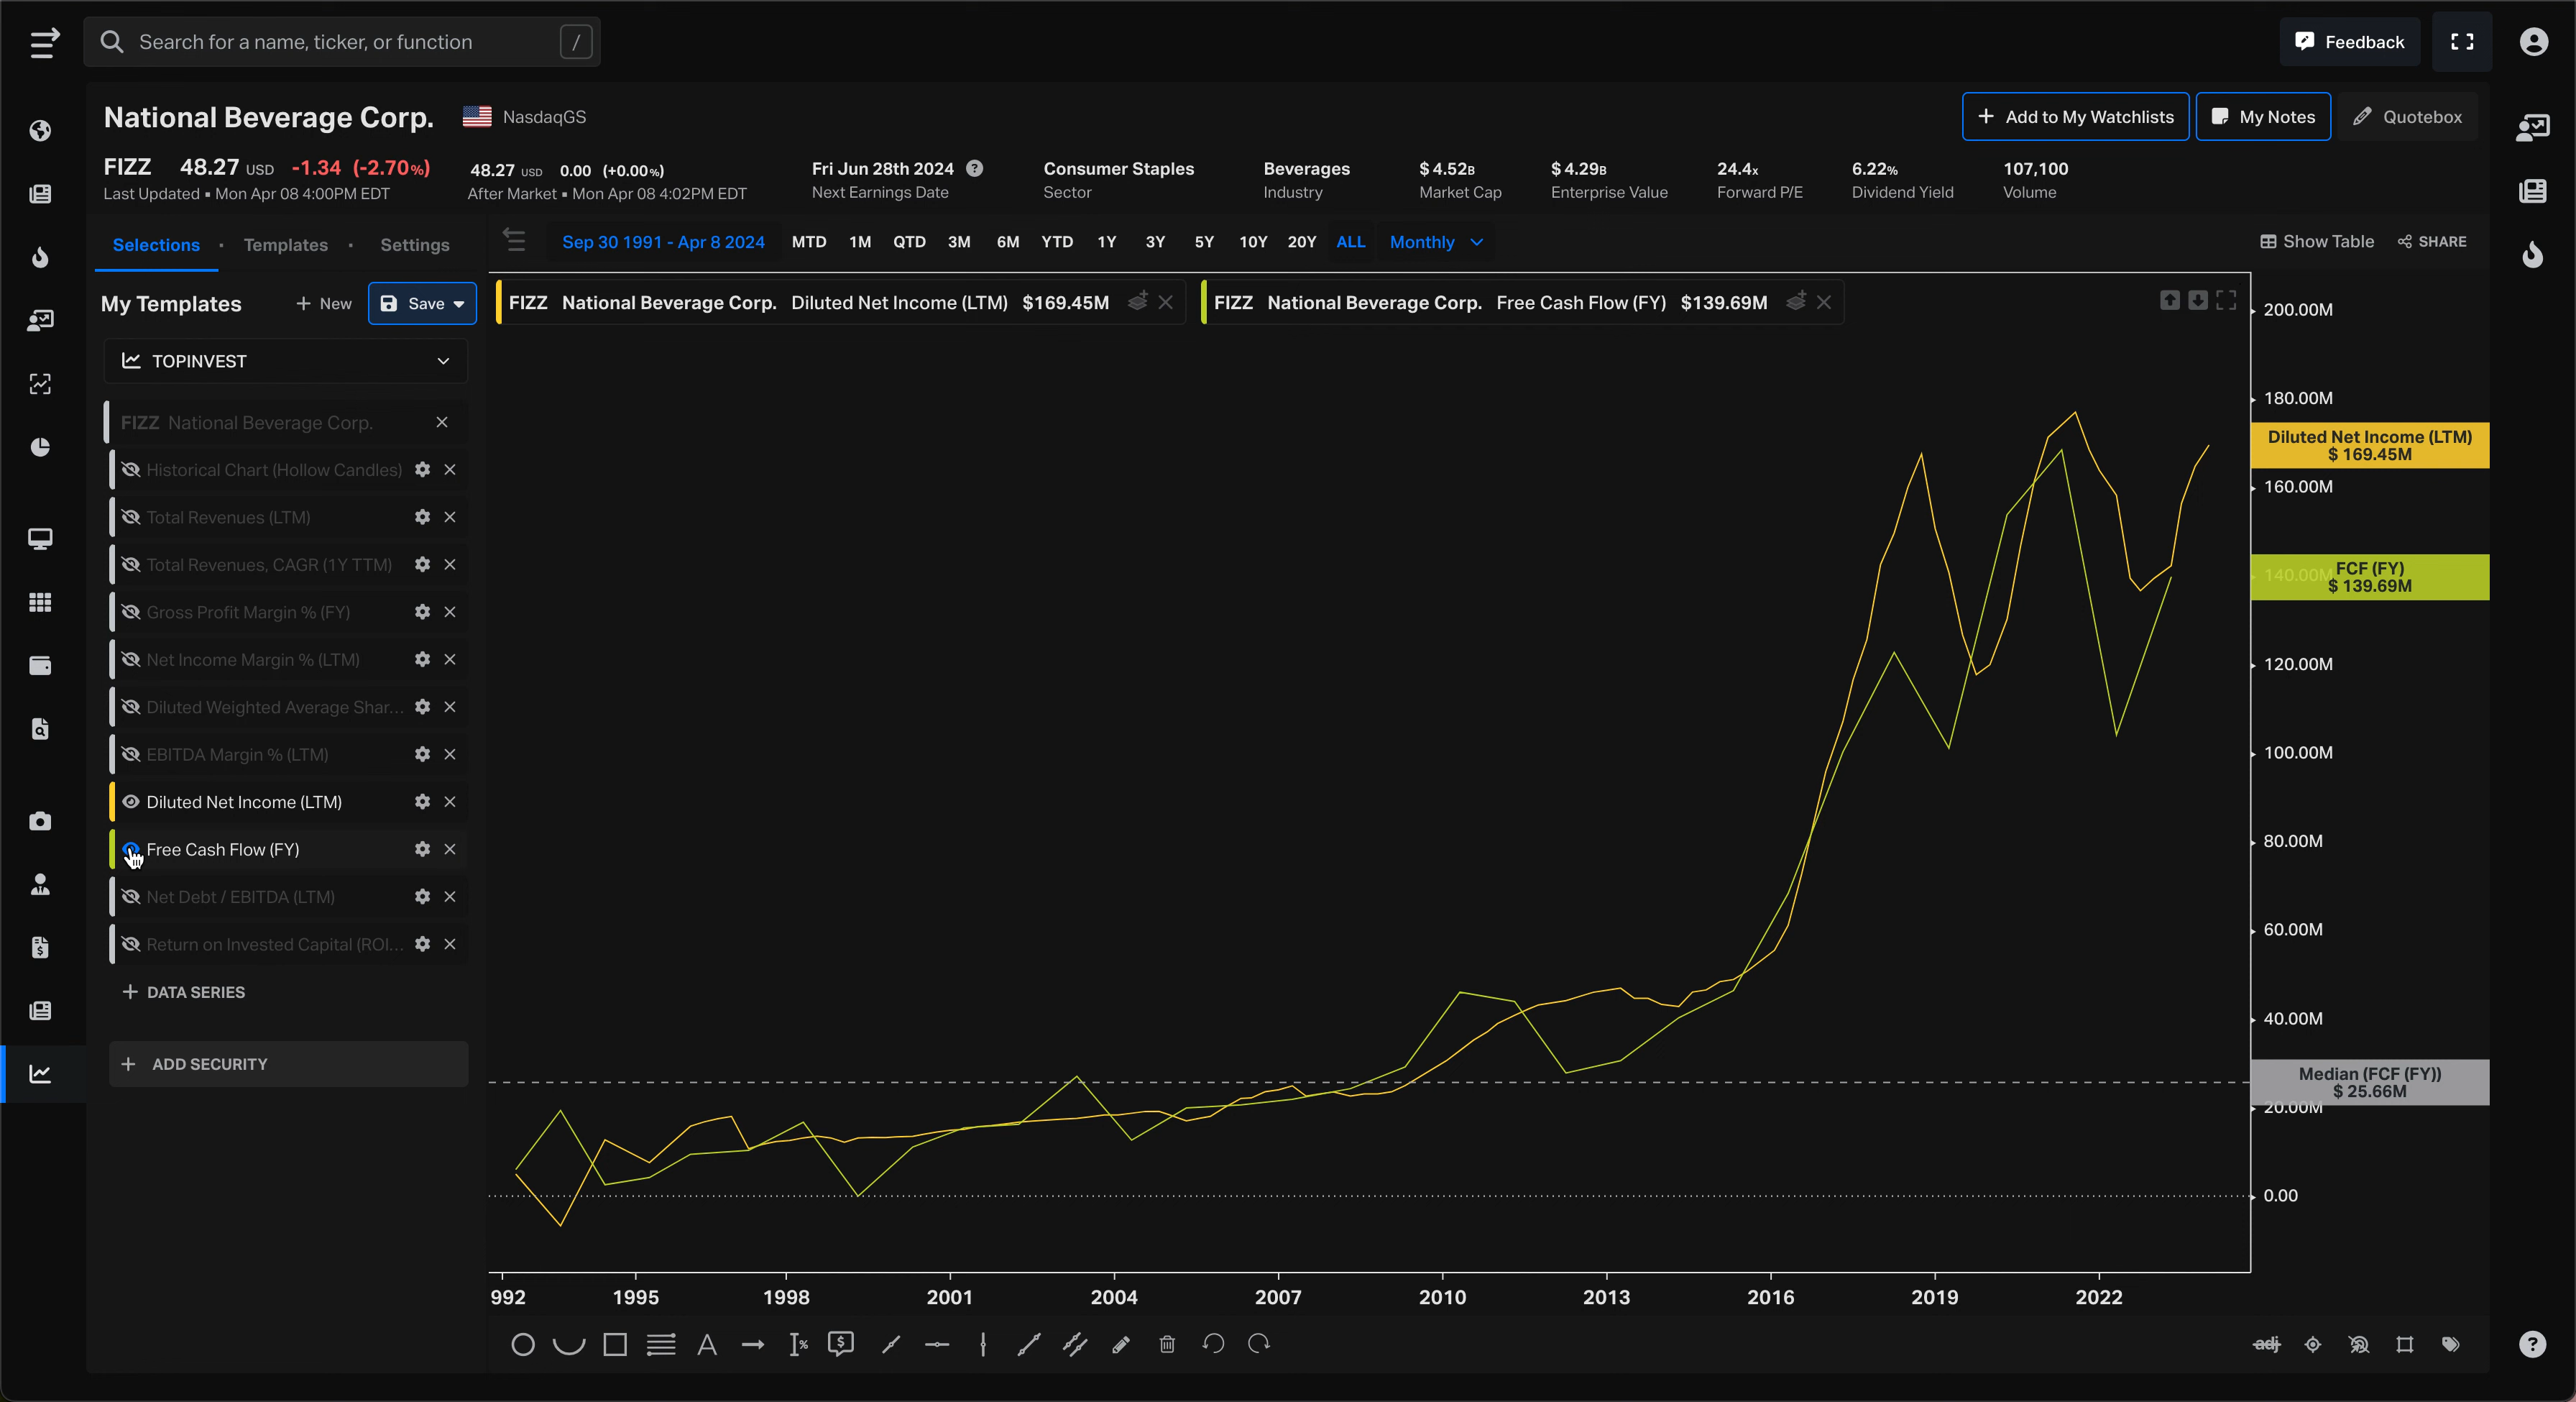 Search for a name, ticker, or function /
Feedback
National Beverage Corp. NasdaqGS
+ Add to My Watchlists My Notes Quotebox
FIZZ 48.27 USD -1.34 (-2.70%)
Last Updated ▪ Mon Apr 08 4:00PM EDT
48.27 USD 0.00 (+0.00%)
After Market ▪ Mon Apr 08 4:02PM EDT
Fri Jun 28th 2024 ?
Next Earnings Date
Consumer Staples
Sector
Beverages
Industry
$ 4.52B
Market Cap
$ 4.29B
Enterprise Value
24.4x
Forward P/E
6.22%
Dividend Yield
107,100
Volume
Selections · Templates · Settings
Sep 30 1991 - Apr 8 2024 MTD 1M QTD 3M 6M YTD 1Y 3Y 5Y 10Y 20Y ALL Monthly
Show Table SHARE
My Templates + New Save
TOPINVEST
FIZZ National Beverage Corp.
Historical Chart (Hollow Candles)
Total Revenues (LTM)
Total Revenues, CAGR (1Y TTM)
Gross Profit Margin % (FY)
Net Income Margin % (LTM)
Diluted Weighted Average Shar...
EBITDA Margin % (LTM)
Diluted Net Income (LTM)
Free Cash Flow (FY)
Net Debt / EBITDA (LTM)
Return on Invested Capital (ROI...
+ DATA SERIES
+ ADD SECURITY
FIZZ National Beverage Corp. Diluted Net Income (LTM) $169.45M
FIZZ National Beverage Corp. Free Cash Flow (FY) $139.69M
200.00M
180.00M
Diluted Net Income (LTM)
$ 169.45M
160.00M
140.00M
FCF (FY)
$ 139.69M
120.00M
100.00M
80.00M
60.00M
40.00M
Median (FCF (FY))
$ 25.66M
20.00M
0.00
992 1995 1998 2001 2004 2007 2010 2013 2016 2019 2022
A
%
$
adj
?